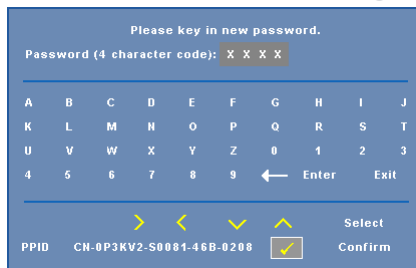 Please key in new password.
Password (4 character code): X X X X
A B C D E F G H I J
K L M N O P Q R S T
U V W X Y Z 0 1 2 3
4 5 6 7 8 9 ← Enter Exit
Select
PPID CN-0P3KV2-S0081-46B-0208 Confirm